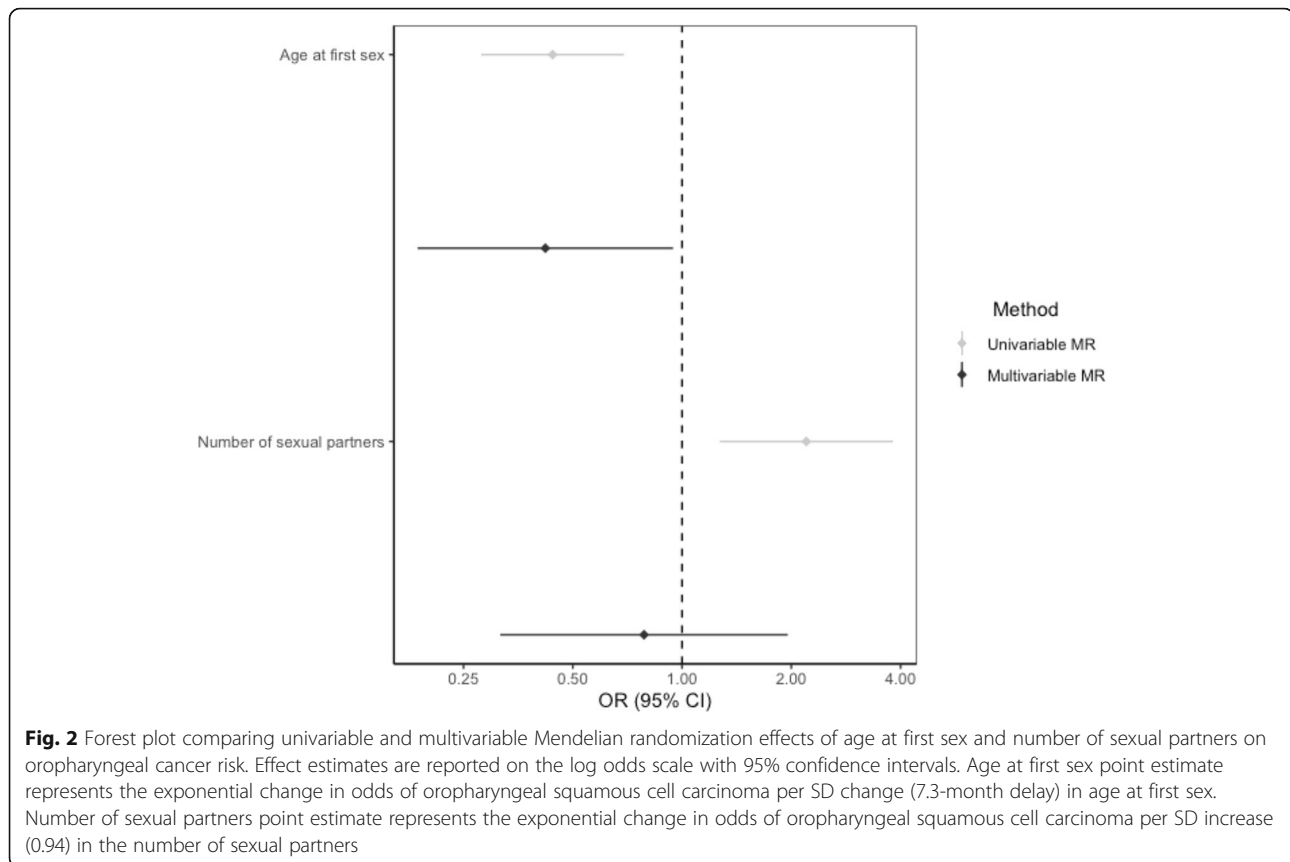 Age at first sex
Number of sexual partners
Method
Univariable MR
Multivariable MR
0.25 0.50 1.00 2.00 4.00
OR (95% CI)
Fig. 2 Forest plot comparing univariable and multivariable Mendelian randomization effects of age at first sex and number of sexual partners on
oropharyngeal cancer risk. Effect estimates are reported on the log odds scale with 95% confidence intervals. Age at first sex point estimate
represents the exponential change in odds of oropharyngeal squamous cell carcinoma per SD change (7.3-month delay) in age at first sex.
Number of sexual partners point estimate represents the exponential change in odds of oropharyngeal squamous cell carcinoma per SD increase
(0.94) in the number of sexual partners